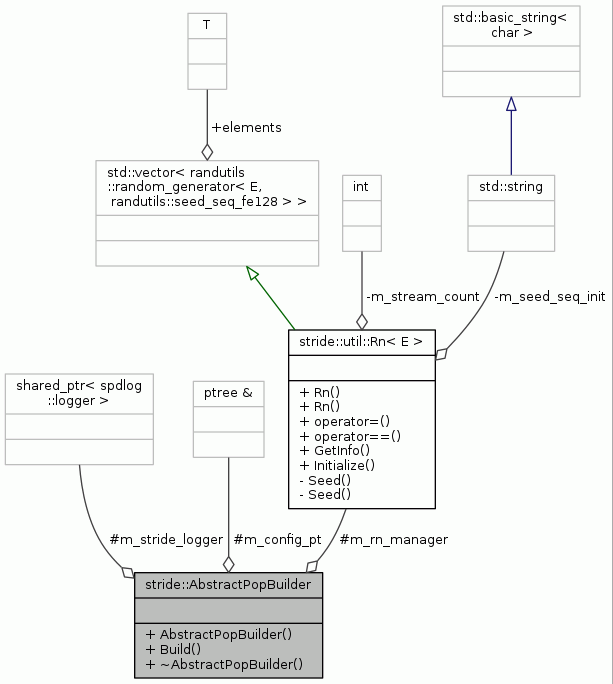 T
std::basic_string<
char >
+elements
std::vector< randutils
::random_generator< E,
randutils::seed_seq_fe128 > >
int
std::string
-m_stream_count
-m_seed_seq_init
stride::util::Rn< E >
+ Rn()
+ Rn()
+ operator=()
+ operator==()
+ GetInfo()
+ Initialize()
- Seed()
- Seed()
shared_ptr< spdlog
::logger >
ptree &
#m_stride_logger
#m_config_pt
#m_rn_manager
stride::AbstractPopBuilder
+ AbstractPopBuilder()
+ Build()
+ ~AbstractPopBuilder()